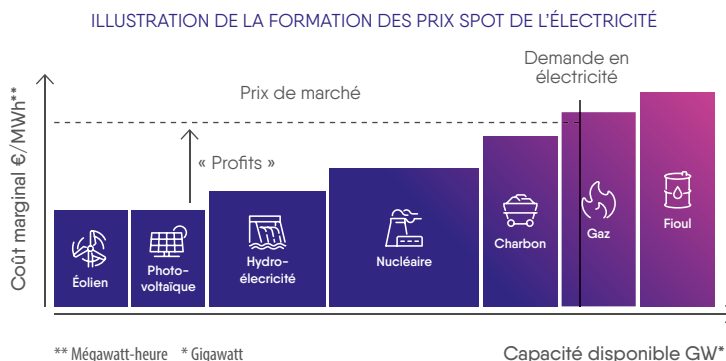 ILLUSTRATION DE LA FORMATION DES PRIX SPOT DE L'ÉLECTRICITÉ
Coût marginal €/MWh**
Prix de marché
Demande en
électricité
« Profits »
Éolien
Photo-
voltaïque
Hydro-
électricité
Nucléaire
Charbon
Gaz
Fioul
** Mégawatt-heure * Gigawatt
Capacité disponible GW*